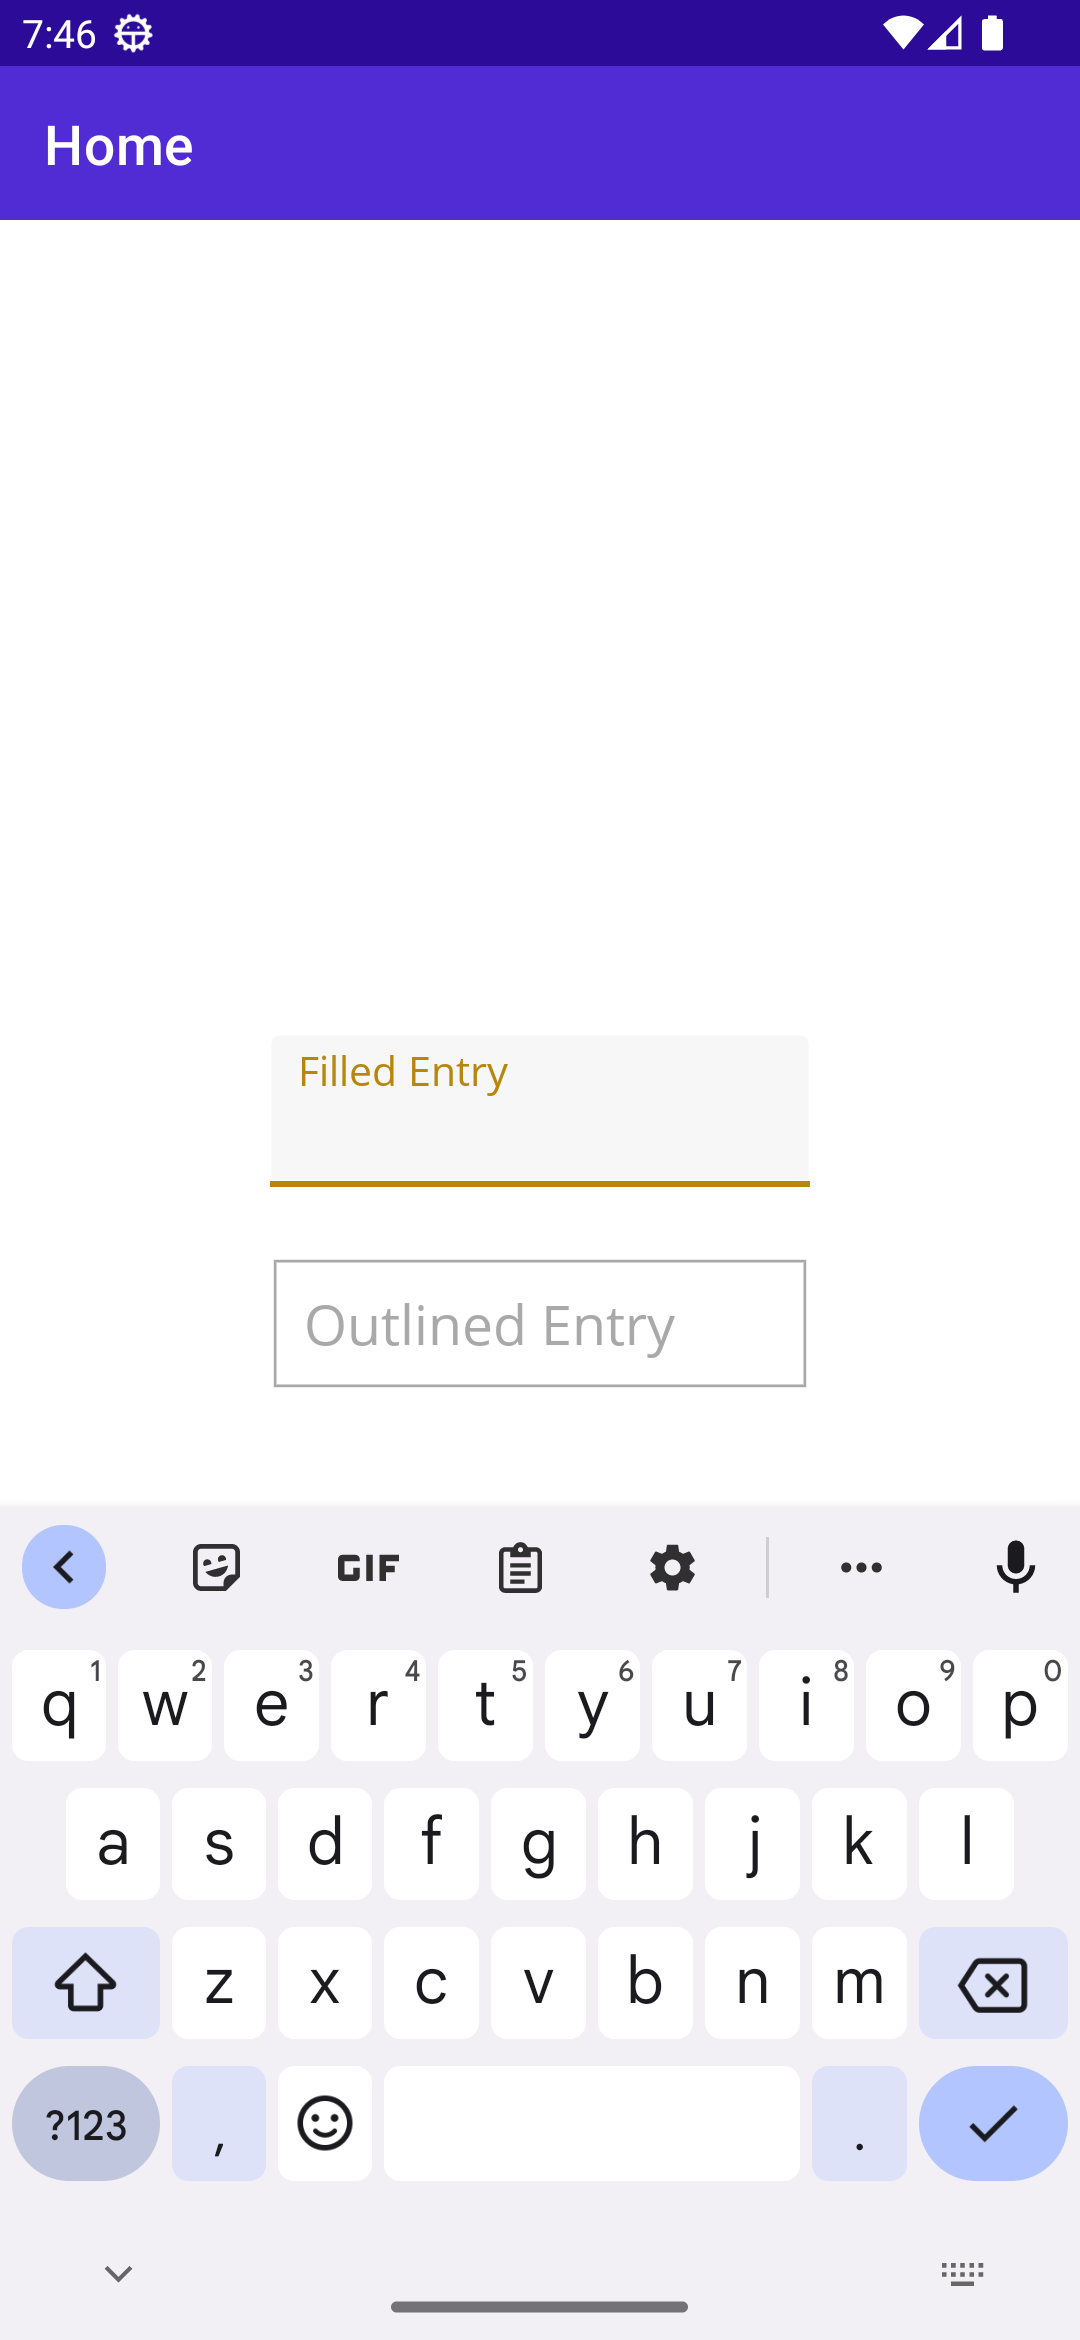 7:46
Home
Filled Entry
Outlined Entry
GIF
1 2 3 4 5 6 7 8 9 0
q w e r t y u i o p
a s d f g h j k l
z x c v b n m
?123 , .